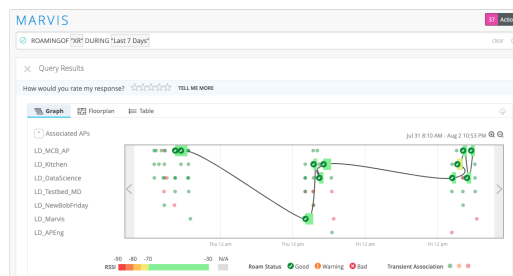 MARVIS
37 Actio
ROAMINGOF "XR" DURING "Last 7 Days"
clear
Query Results
How would you rate my response? TELL ME MORE
Graph Floorplan Table
Associated APs
Jul 31 8:10 AM - Aug 2 10:53 PM
LD_MCB_AP
LD_Kitchen
LD_DataScience
LD_Testbed_MD
LD_NewBobFriday
LD_Marvis
LD_APEng
Thu 12 am Thu 12 pm Fri 12 am Fri 12 pm
-90 -80 -70 -30 N/A
RSSI Roam Status Good Warning Bad Transient Association